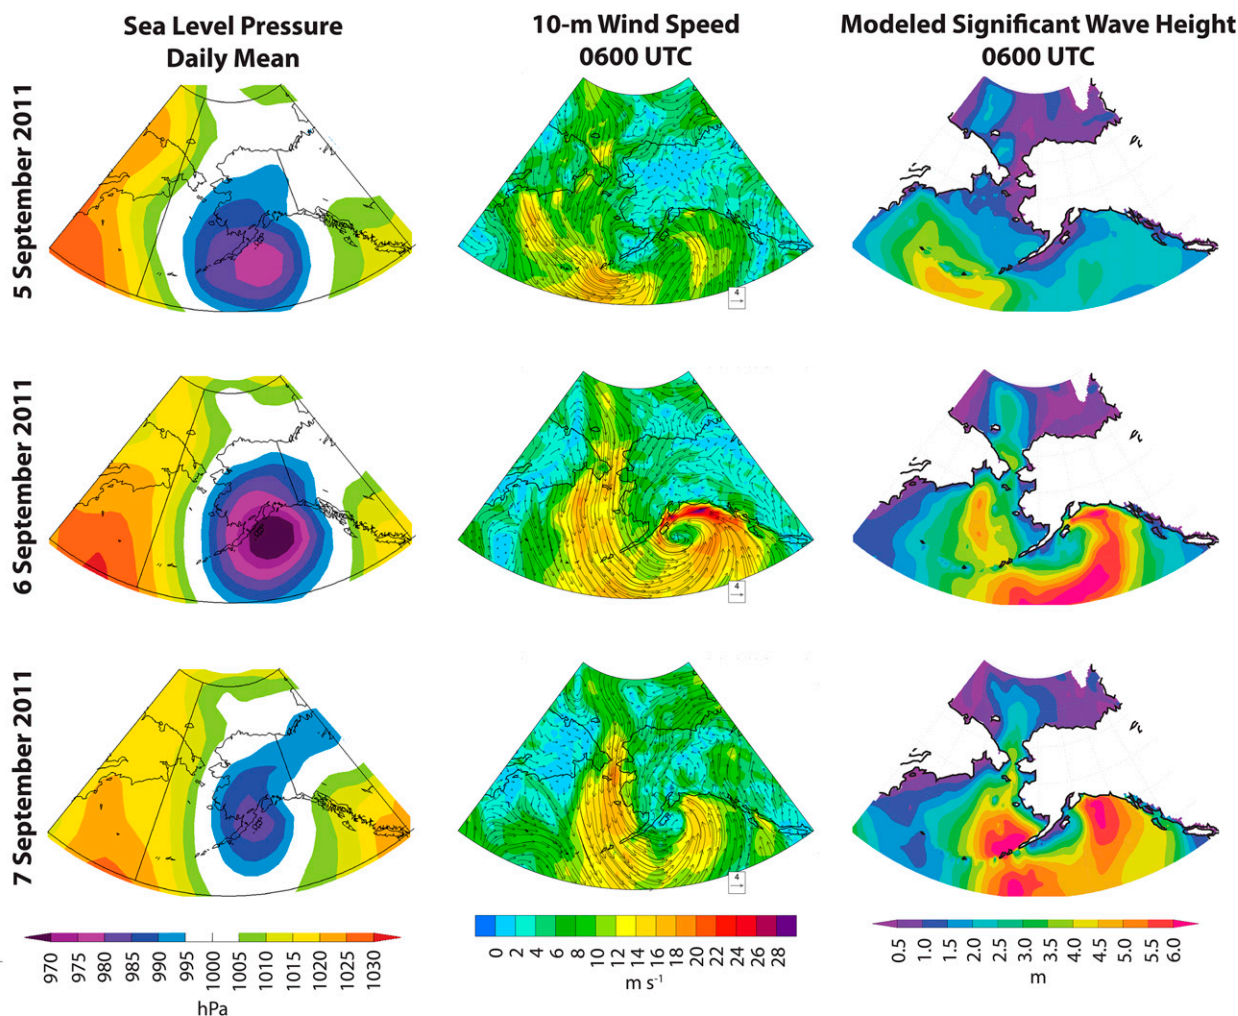 Sea Level Pressure
Daily Mean
10-m Wind Speed
0600 UTC
Modeled Significant Wave Height
0600 UTC
5 September 2011
4
6 September 2011
4
7 September 2011
4
970 975 980 985 990 995 1000 1005 1010 1015 1020 1025 1030
hPa
0 2 4 6 8 10 12 14 16 18 20 22 24 26 28
m s⁻¹
0.5 1.0 1.5 2.0 2.5 3.0 3.5 4.0 4.5 5.0 5.5 6.0
m